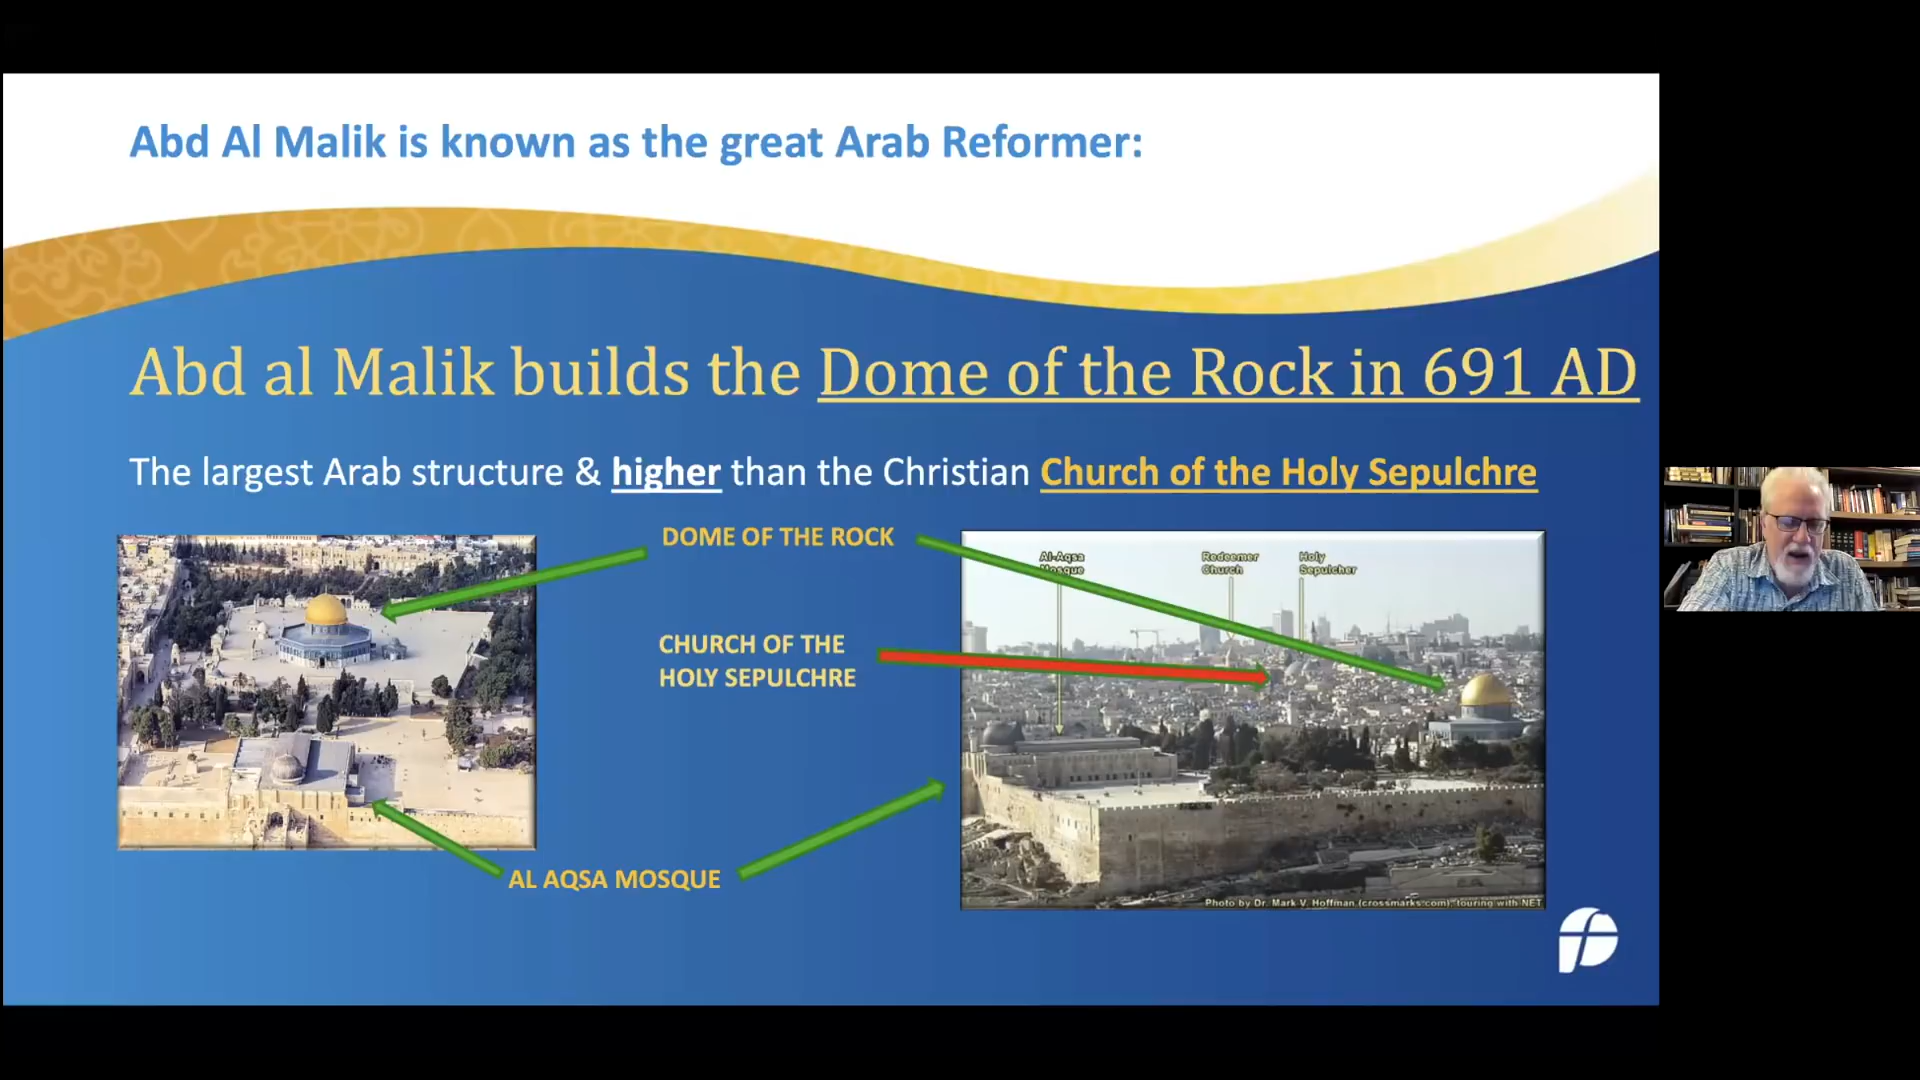 Abd Al Malik is known as the great Arab Reformer:
Abd al Malik builds the Dome of the Rock in 691 AD
The largest Arab structure & higher than the Christian Church of the Holy Sepulchre
DOME OF THE ROCK
Al-Aqsa
Mosque
Redeemer
Church
Holy
Sepulcher
CHURCH OF THE
HOLY SEPULCHRE
AL AQSA MOSQUE
Photo by Dr. Mark V. Hoffman (crossmarks.com), touring with NET